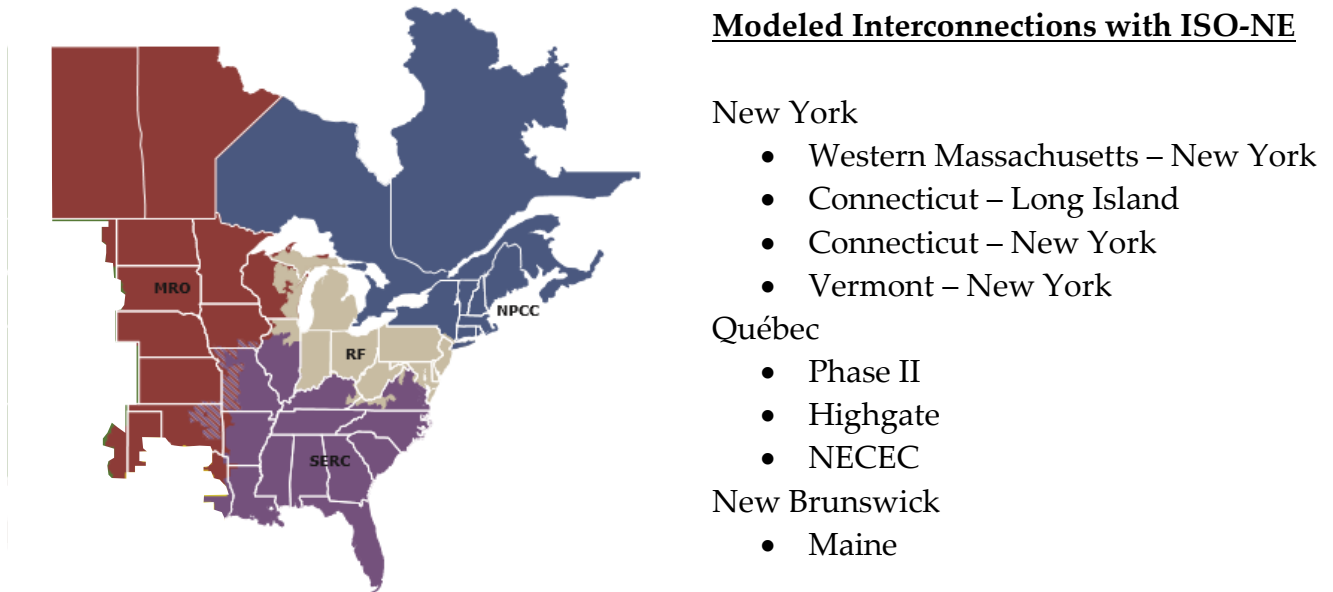 Modeled Interconnections with ISO-NE
New York
• Western Massachusetts – New York
• Connecticut – Long Island
• Connecticut – New York
• Vermont – New York
Québec
• Phase II
• Highgate
• NECEC
New Brunswick
• Maine
MRO
NPCC
RF
SERC